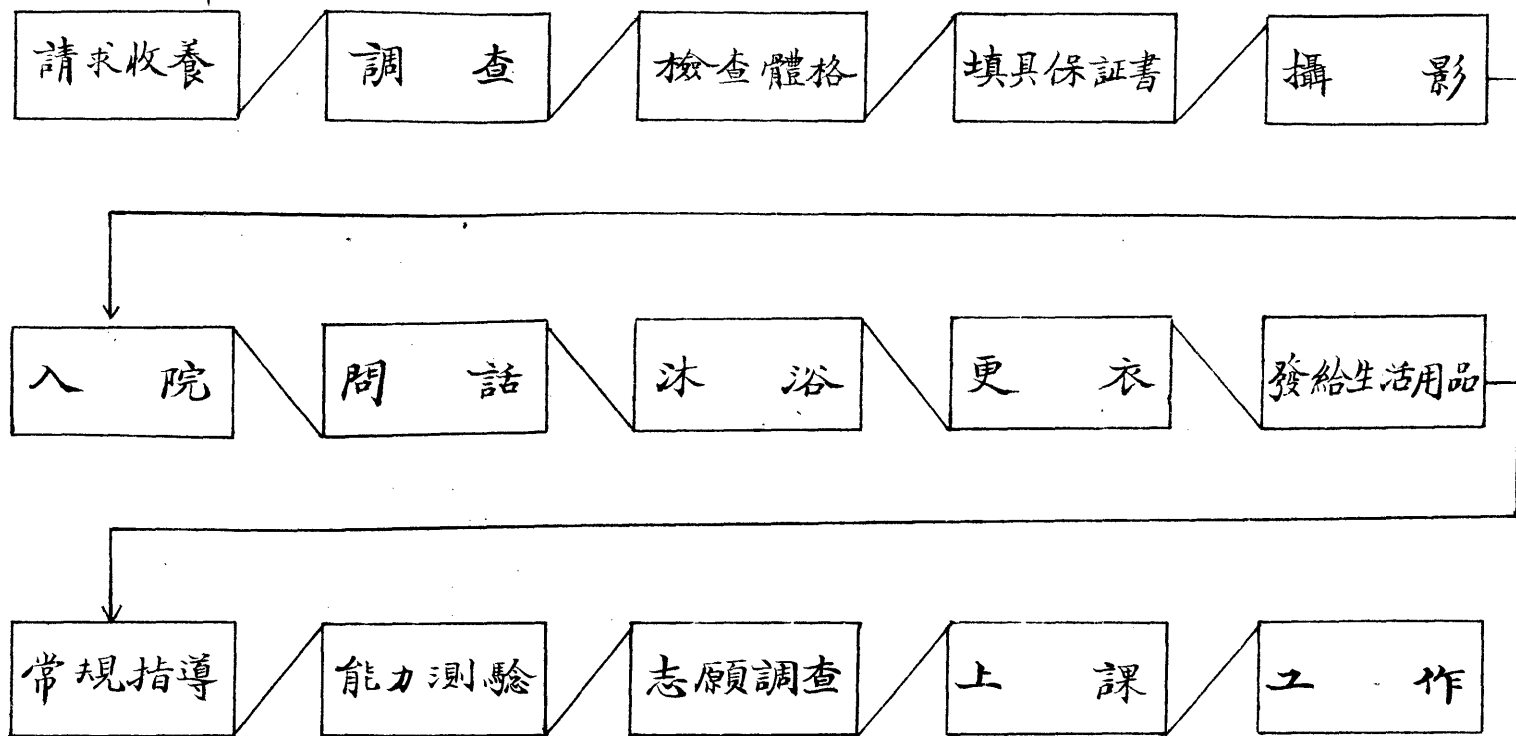 請求收養
調查
檢查體格
填具保証書
攝影
入院
問話
沐浴
更衣
發給生活用品
常規指導
能力測驗
志願調查
上課
工作